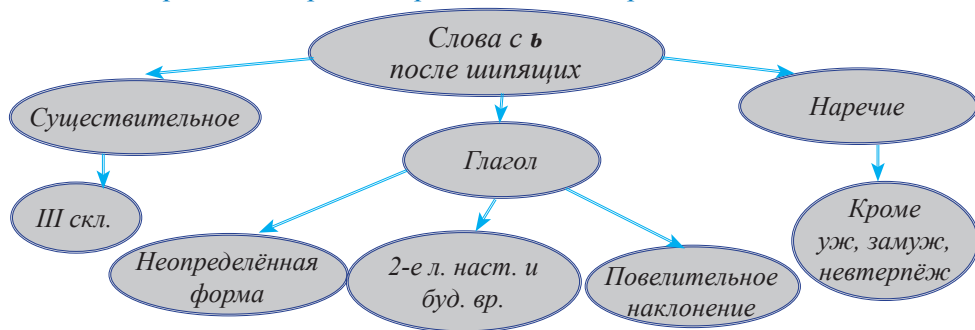 Слова с ь
после шипящих
Существительное
Глагол
Наречие
III скл.
Неопределённая
форма
2-е л. наст. и
буд. вр.
Повелительное
наклонение
Кроме
уж, замуж,
невтерпёж